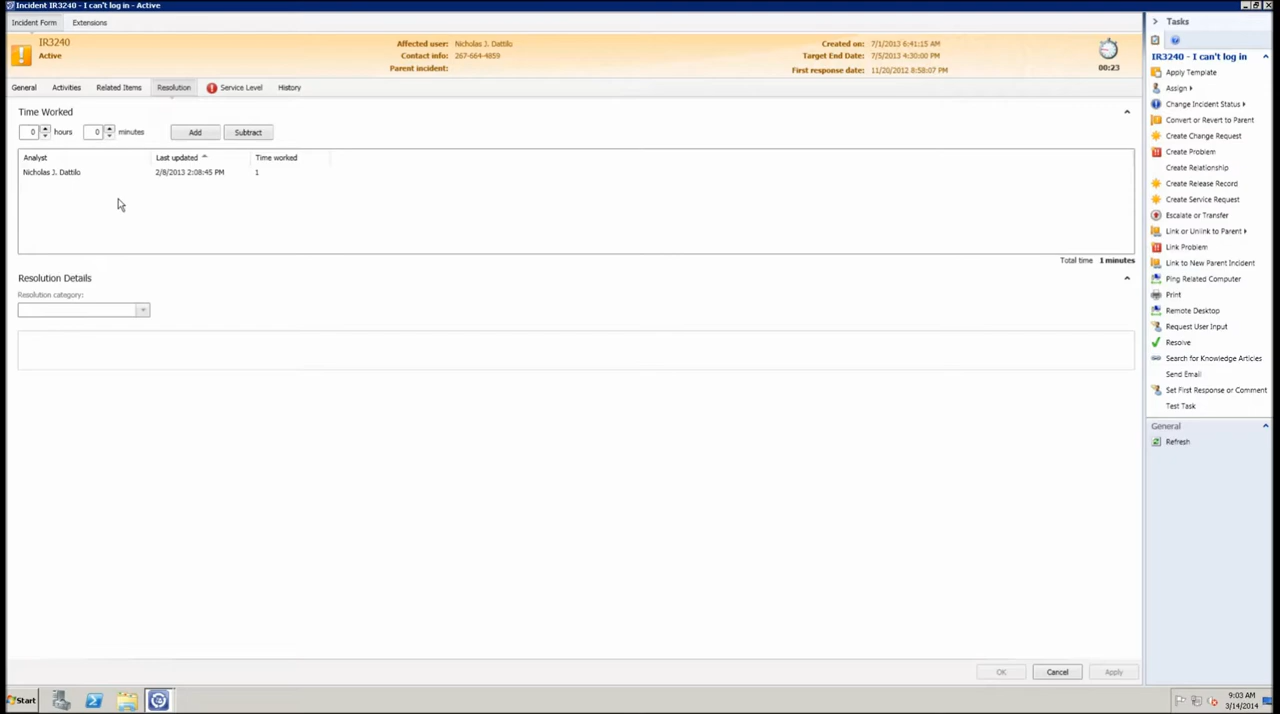 Incident IR3240 - I can't log in - Active
Incident Form Extensions
IR3240
Active
Affected user: Nicholas J. Dattilo
Contact info: 267-664-4859
Parent incident:
Created on: 7/1/2013 6:41:15 AM
Target End Date: 7/5/2013 4:30:00 PM
First response date: 11/20/2012 8:58:07 PM
00:23
General Activities Related Items Resolution Service Level History
Time Worked
0 hours 0 minutes Add Subtract
Analyst Last updated Time worked
Nicholas J. Dattilo 2/8/2013 2:08:45 PM 1
Total time 1 minutes
Resolution Details
Resolution category:
OK Cancel Apply
Tasks
IR3240 - I can't log in
Apply Template
Assign
Change Incident Status
Convert or Revert to Parent
Create Change Request
Create Problem
Create Relationship
Create Release Record
Create Service Request
Escalate or Transfer
Link or Unlink to Parent
Link Problem
Link to New Parent Incident
Ping Related Computer
Print
Remote Desktop
Request User Input
Resolve
Search for Knowledge Articles
Send Email
Set First Response or Comment
Test Task
General
Refresh
Start
9:03 AM
3/14/2014